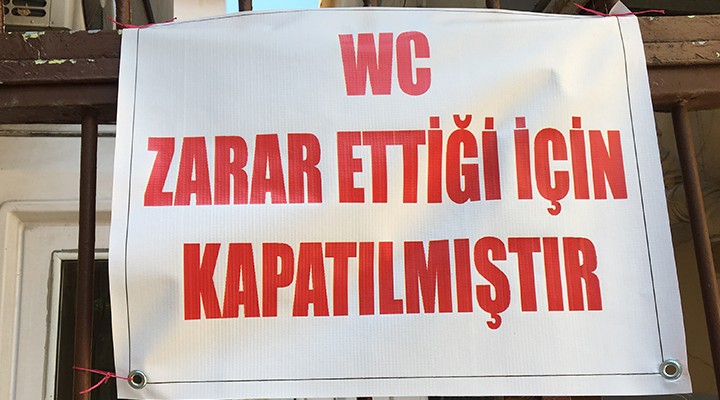 WC
ZARAR ETTİĞİ İÇİN
KAPATILMIŞTIR